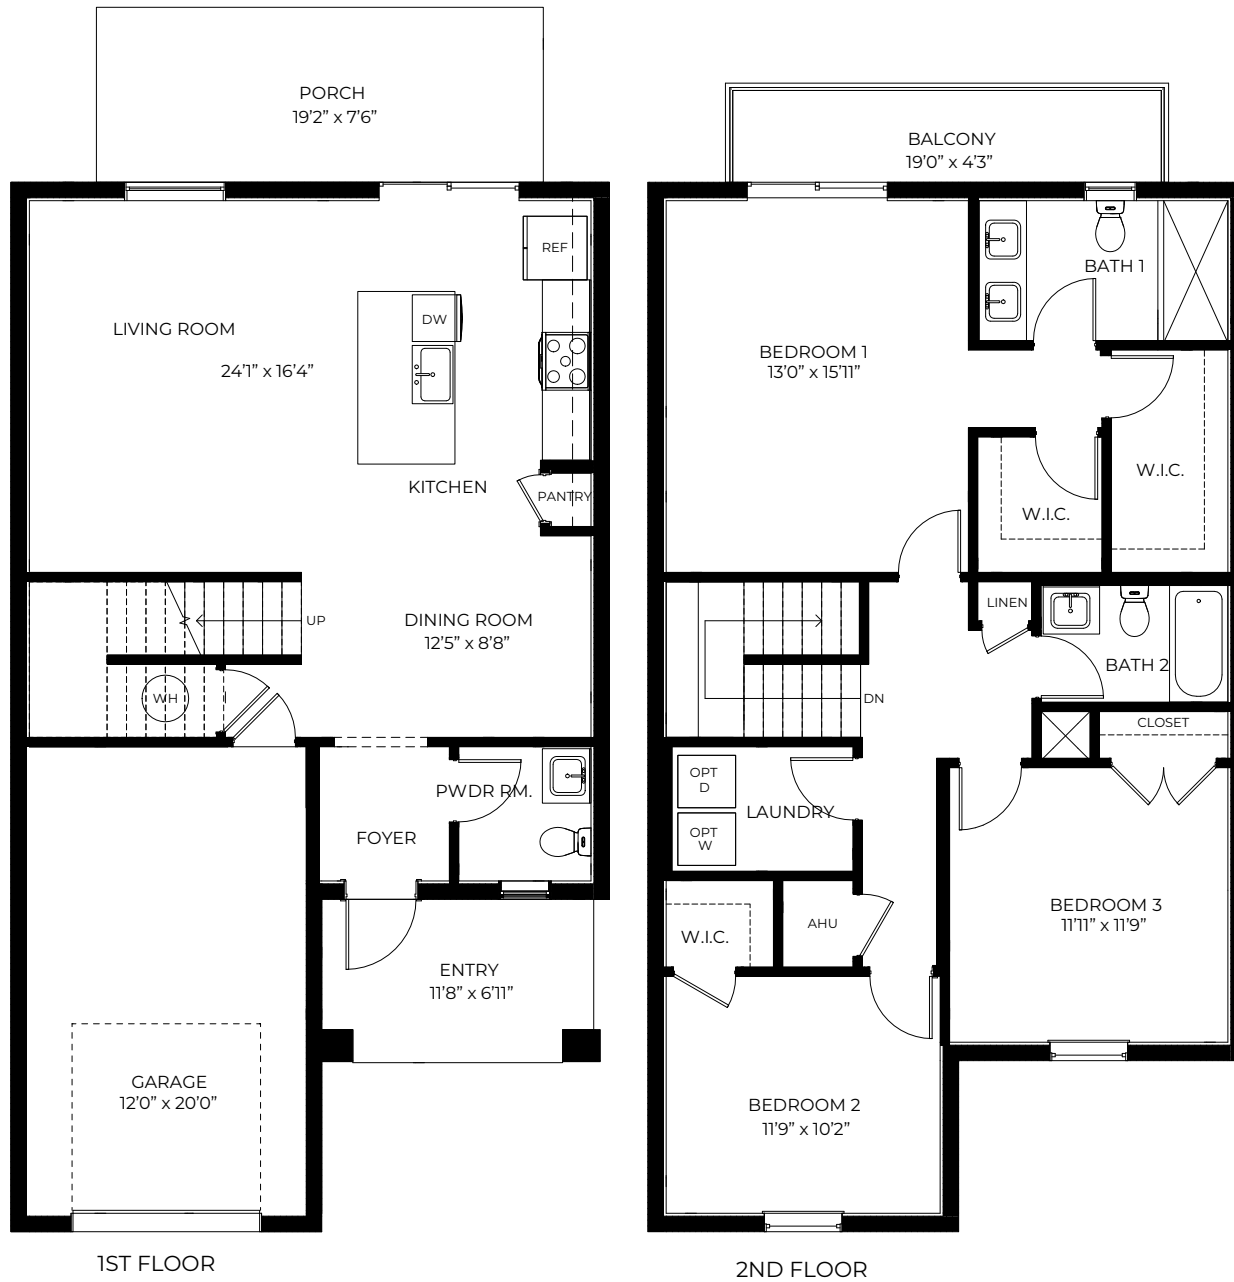 PORCH
19’2” x 7’6”
REF
DW
LIVING ROOM
24’1” x 16’4”
KITCHEN
PANTRY
UP
DINING ROOM
12’5” x 8’8”
WH
PWDR RM.
FOYER
ENTRY
11’8” x 6’11”
GARAGE
12’0” x 20’0”
1ST FLOOR
BALCONY
19’0” x 4’3”
BATH 1
BEDROOM 1
13’0” x 15’11”
W.I.C.
W.I.C.
LINEN
BATH 2
DN
CLOSET
OPT
D
LAUNDRY
OPT
W
BEDROOM 3
11’11” x 11’9”
AHU
W.I.C.
BEDROOM 2
11’9” x 10’2”
2ND FLOOR